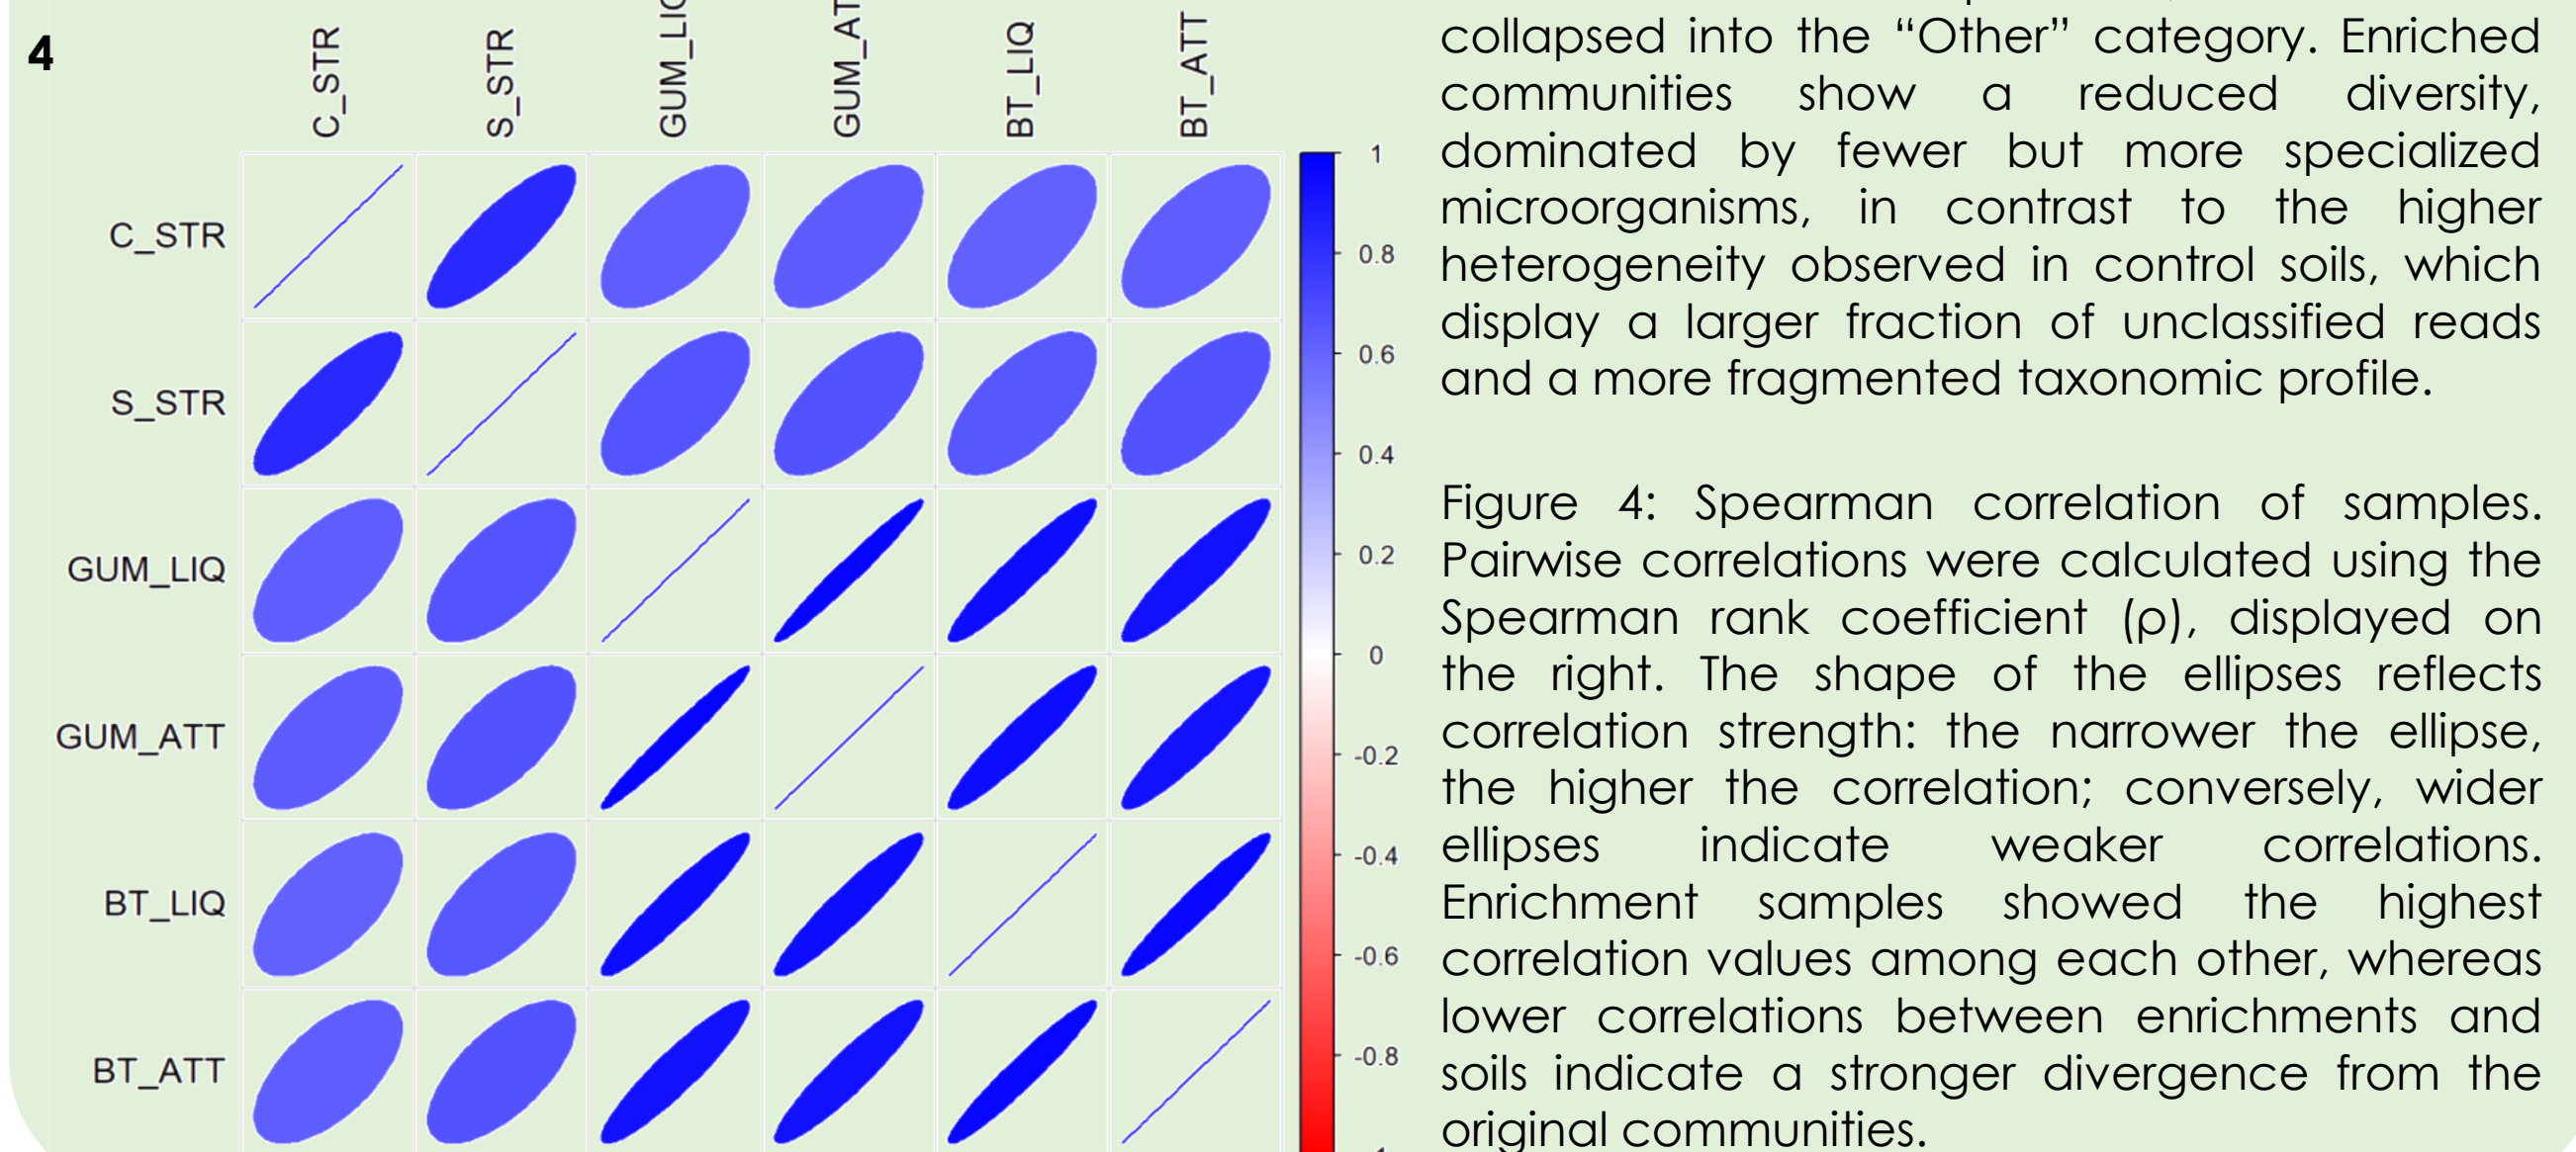 4
C_STR
S_STR
BT_LIQ
BT_ATT
C_STR
S_STR
GUM_LIQ
GUM_ATT
BT_LIQ
BT_ATT
1
0.8
0.6
0.4
0.2
0
-0.2
-0.4
-0.6
-0.8
collapsed into the “Other” category. Enriched
communities show a reduced diversity,
dominated by fewer but more specialized
microorganisms, in contrast to the higher
heterogeneity observed in control soils, which
display a larger fraction of unclassified reads
and a more fragmented taxonomic profile.
Figure 4: Spearman correlation of samples.
Pairwise correlations were calculated using the
Spearman rank coefficient (ρ), displayed on
the right. The shape of the ellipses reflects
correlation strength: the narrower the ellipse,
the higher the correlation; conversely, wider
ellipses indicate weaker correlations.
Enrichment samples showed the highest
correlation values among each other, whereas
lower correlations between enrichments and
soils indicate a stronger divergence from the
original communities.